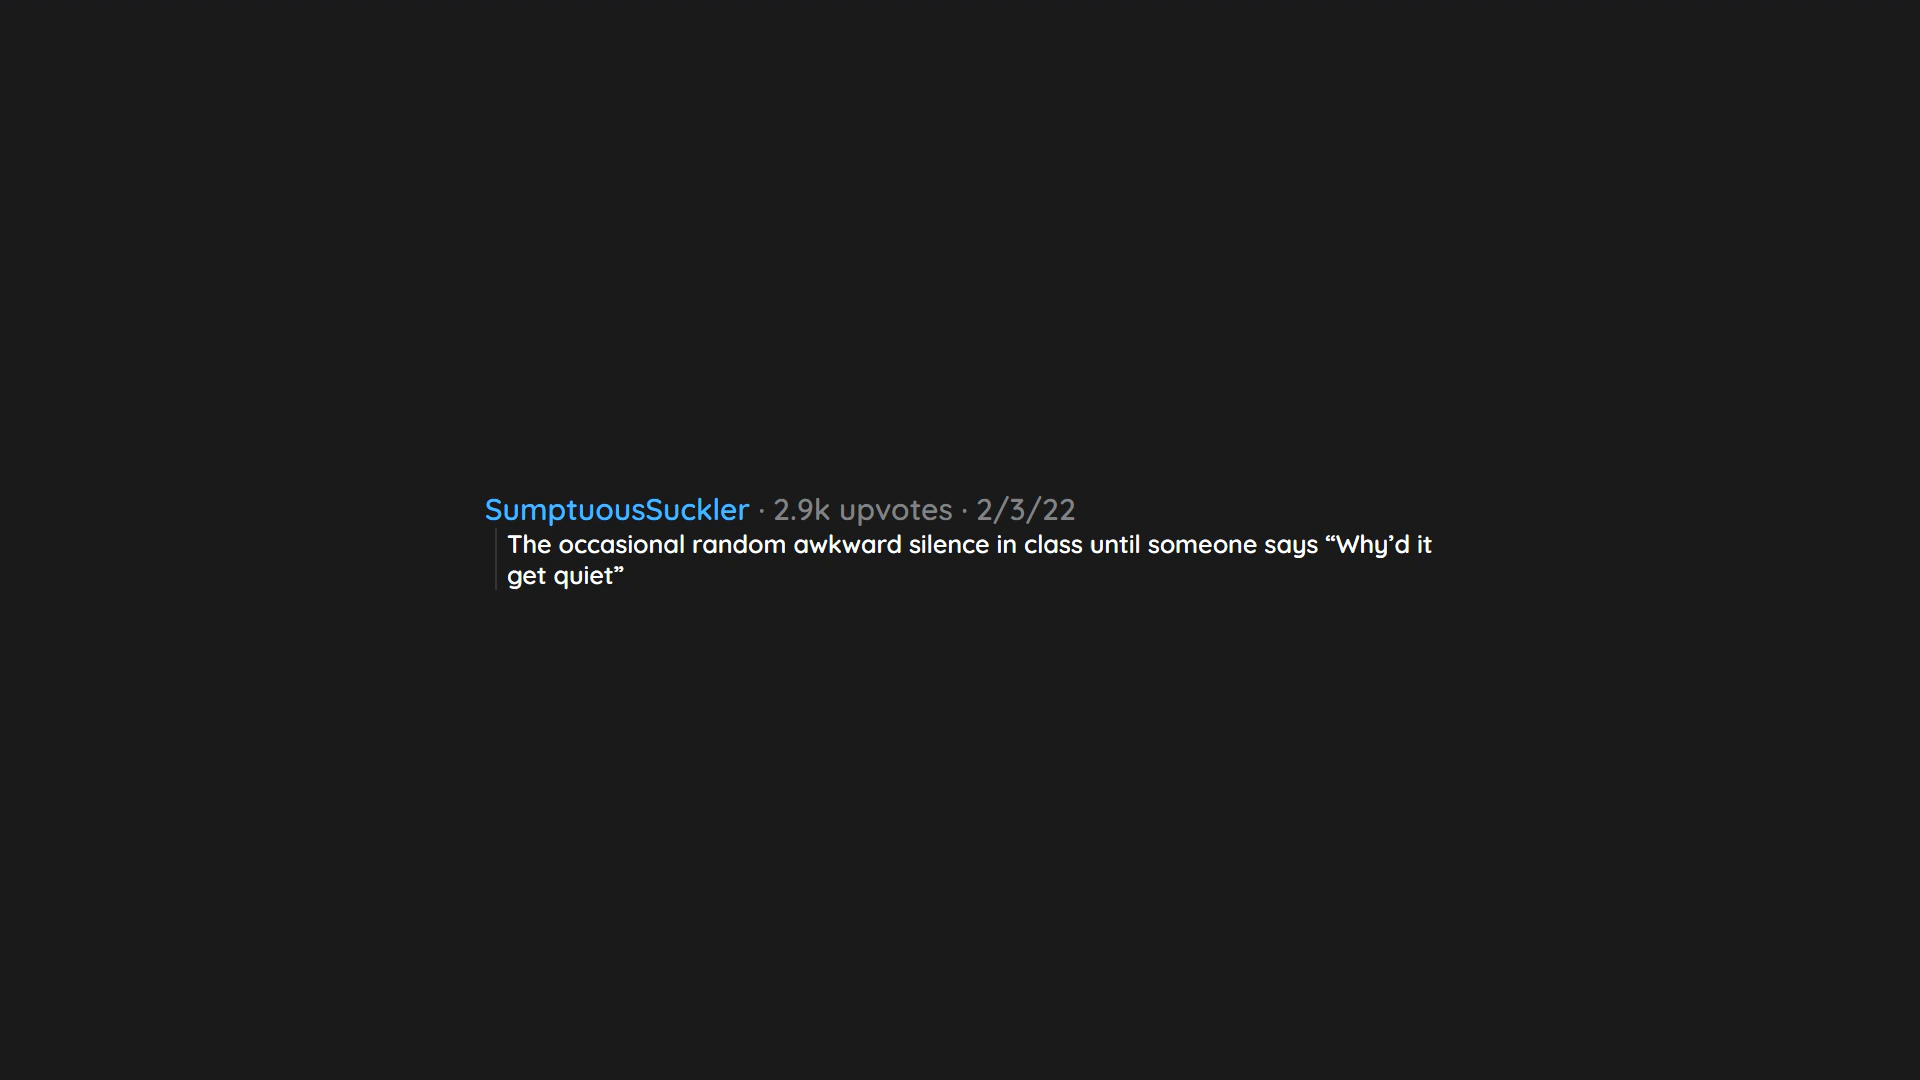 SumptuousSuckler · 2.9k upvotes · 2/3/22
The occasional random awkward silence in class until someone says “Why’d it
get quiet”